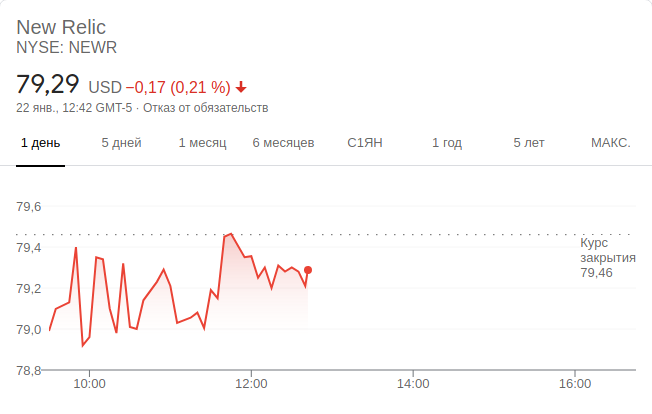 New Relic
NYSE: NEWR
79,29 USD −0,17 (0,21 %)
22 янв., 12:42 GMT-5 · Отказ от обязательств
1 день 5 дней 1 месяц 6 месяцев С1ЯН 1 год 5 лет МАКС.
79,6
79,4
79,2
79,0
78,8
Курс
закрытия
79,46
10:00 12:00 14:00 16:00